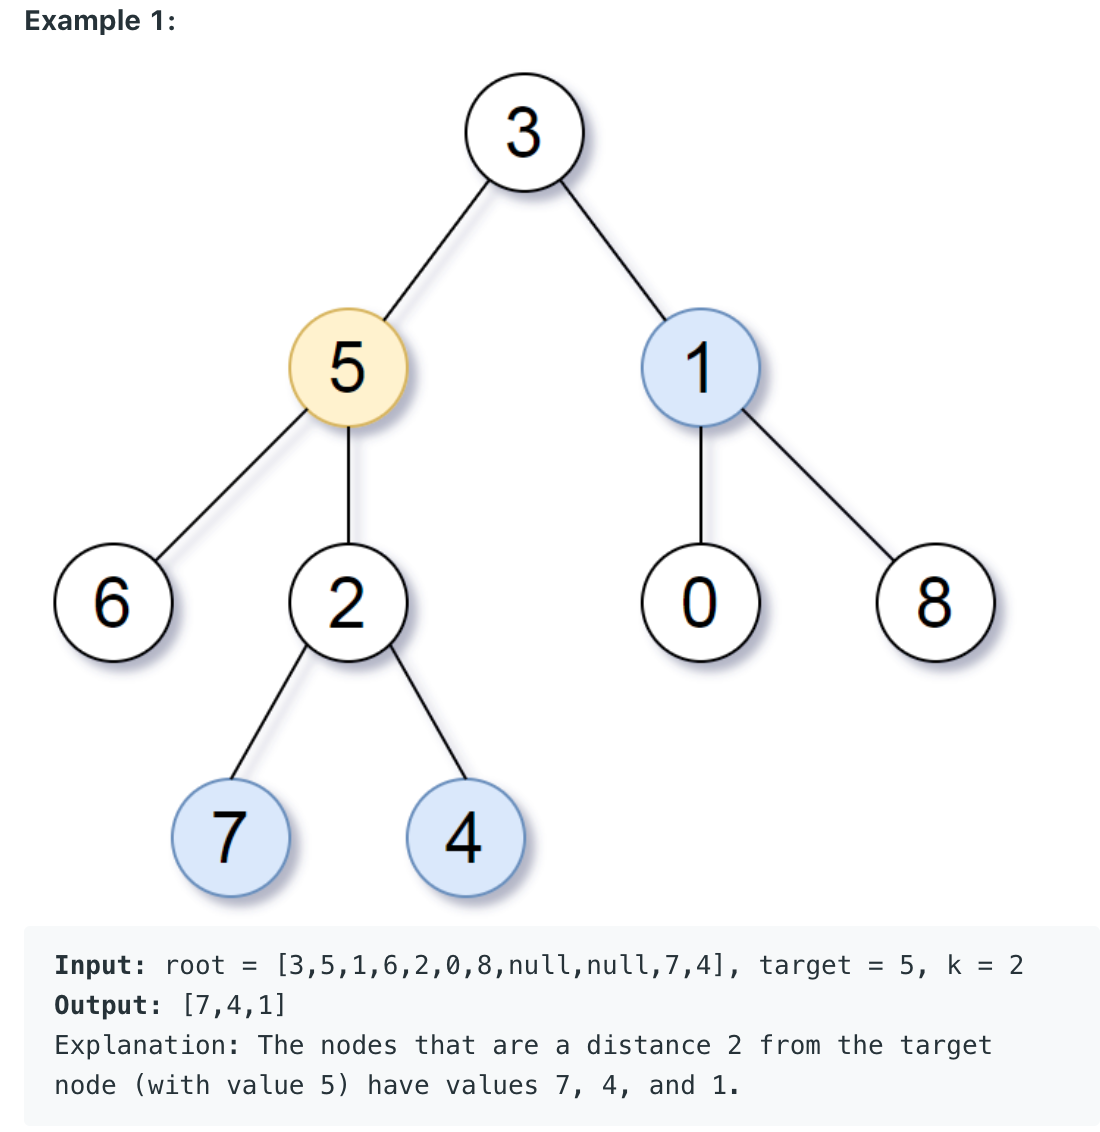 Example 1:
3
5
1
6
2
0
8
7
4
Input: root = [3,5,1,6,2,0,8,null,null,7,4], target = 5, k = 2
Output: [7,4,1]
Explanation: The nodes that are a distance 2 from the target
node (with value 5) have values 7, 4, and 1.